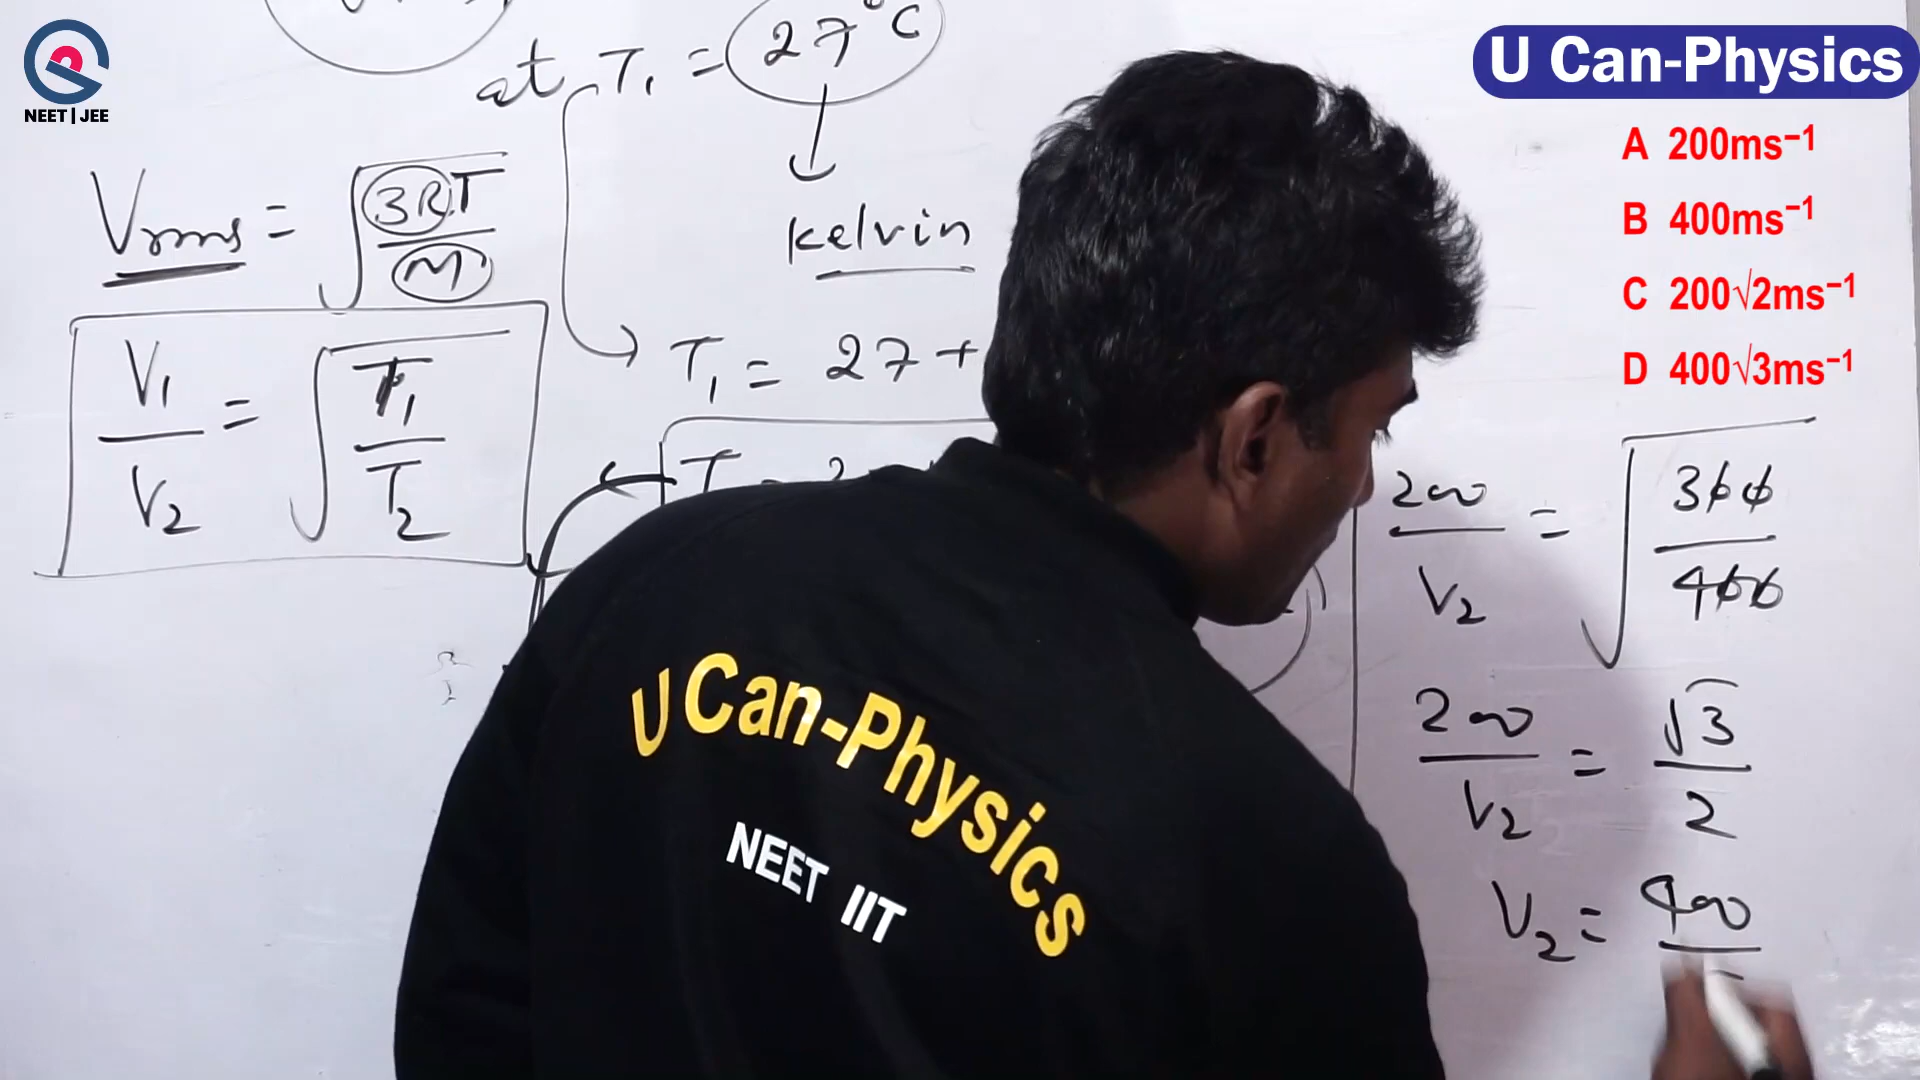 NEET | JEE
U Can-Physics
at T₁ = 27°C
kelvin
Vrms = √3RT/M
V₁/V₂ = √T₁/T₂
T₁ = 27 +
A 200ms⁻¹
B 400ms⁻¹
C 200√2ms⁻¹
D 400√3ms⁻¹
200/V₂ = √300/400
200/V₂ = √3/2
V₂ = 400
U Can-Physics
NEET IIT